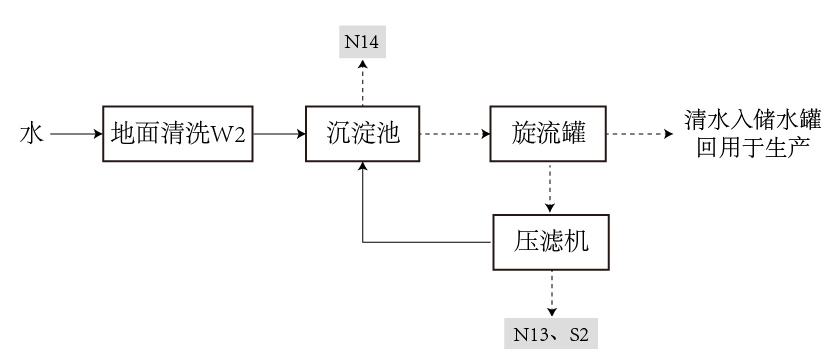 N14
水
地面清洗W2
沉淀池
旋流罐
清水入储水罐
回用于生产
压滤机
N13、S2